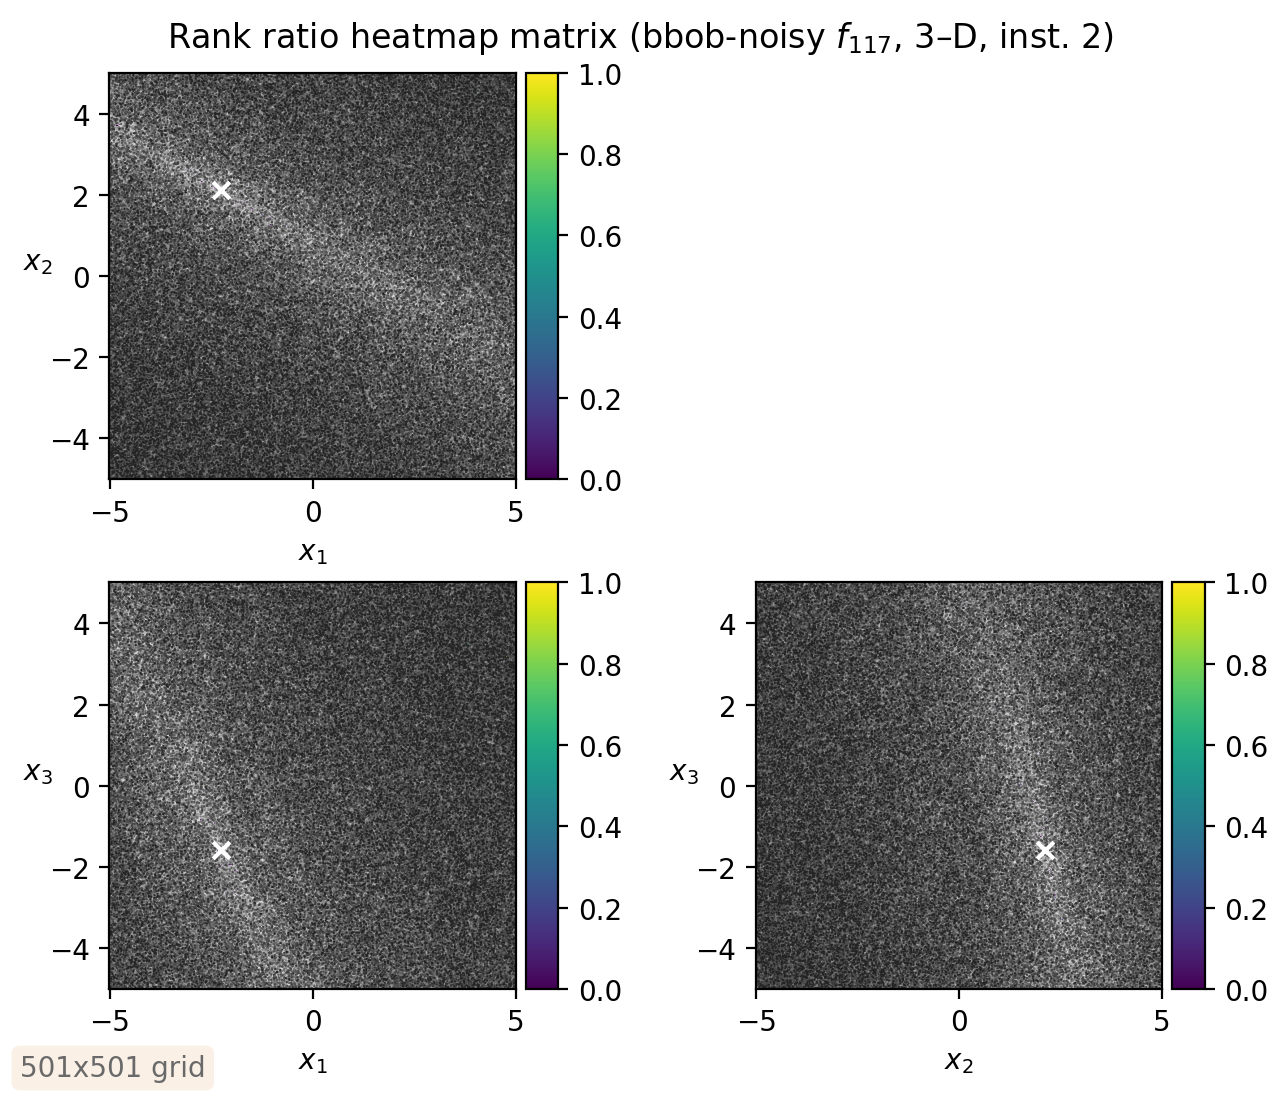 Rank ratio heatmap matrix (bbob-noisy f₁₁₇, 3–D, inst. 2)
1.0
4
0.8
2
0.6
x₂
0
0.4
−2
0.2
−4
0.0
−5 0 5
x₁
1.0 1.0
4 4
0.8 0.8
2 2
0.6 0.6
x₃ x₃
0 0
0.4 0.4
−2 −2
0.2 0.2
−4 −4
0.0 0.0
−5 0 5 −5 0 5
x₁ x₂
501x501 grid